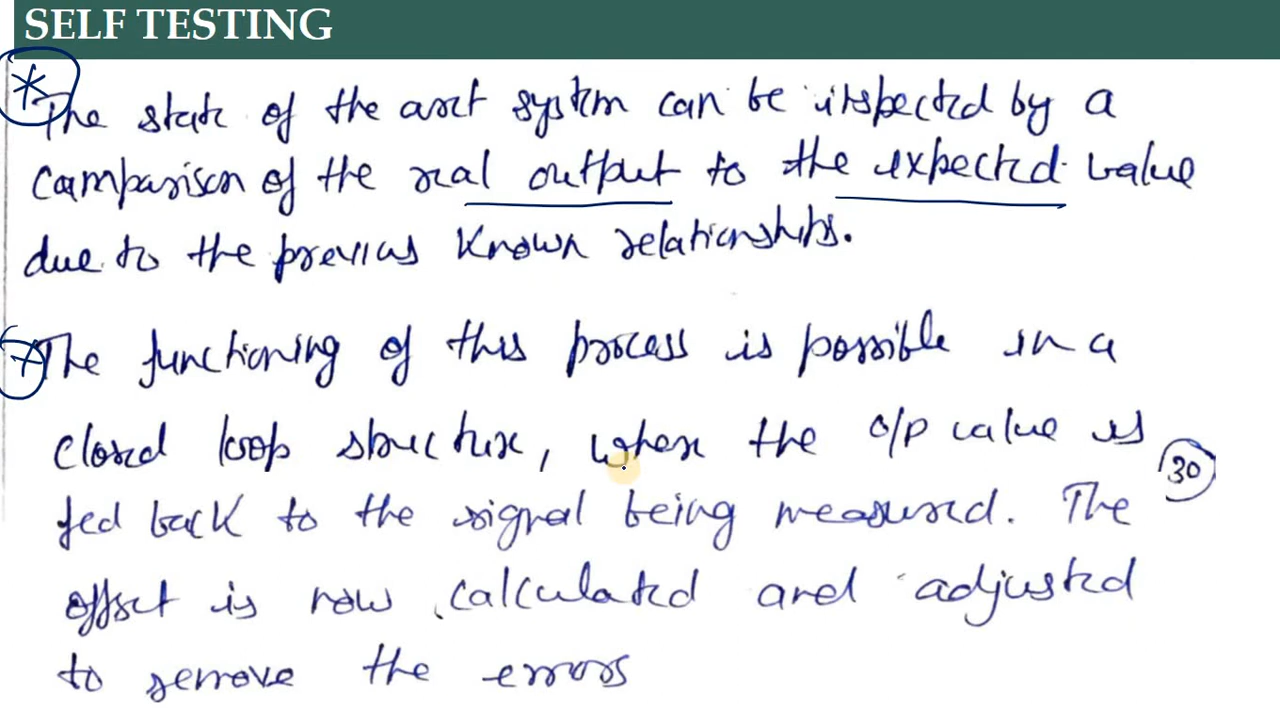 SELF TESTING
* The state of the asset system can be inspected by a
comparison of the real output to the expected value
due to the previous known relationships.
* The functioning of this process is possible in a
closed loop structure, where the o/p value is
30
fed back to the signal being measured. The
offset is now calculated and adjusted
to remove the errors